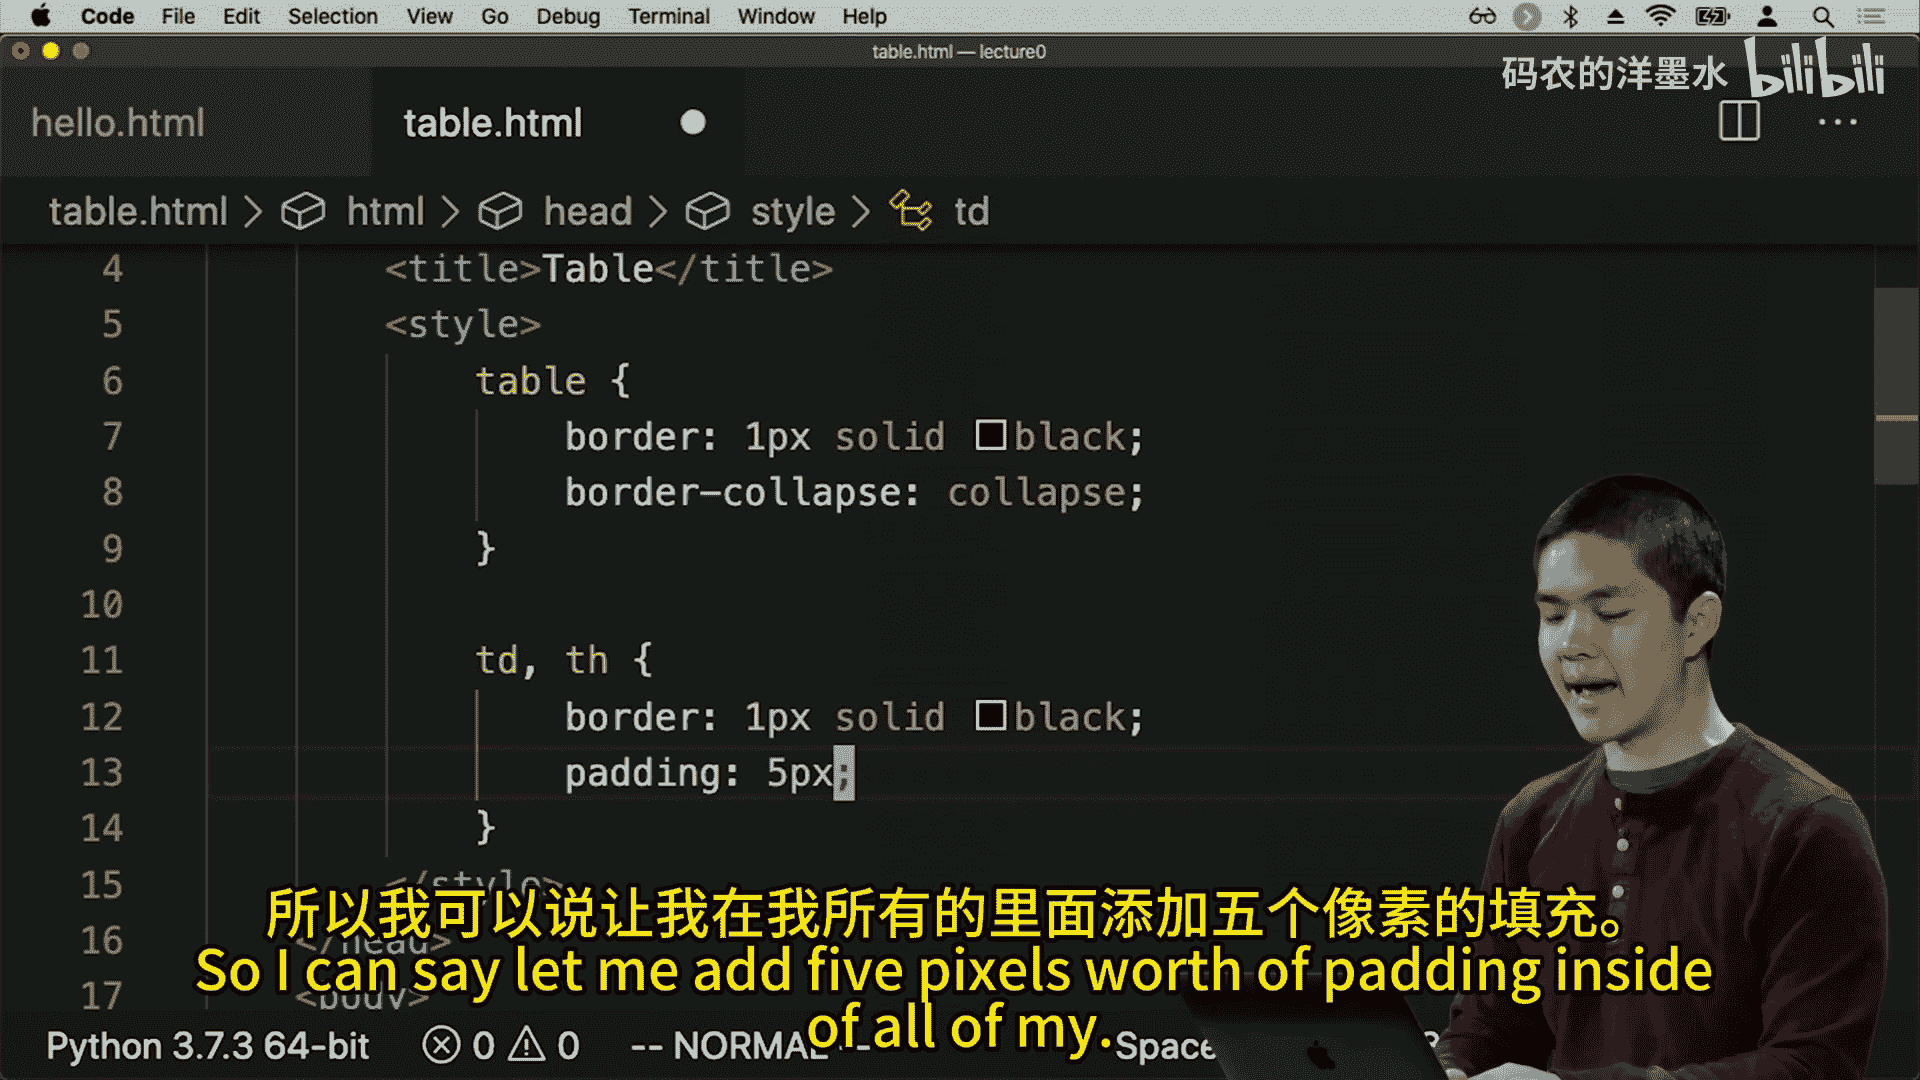 Code File Edit Selection View Go Debug Terminal Window Help
table.html — lecture0
码农的洋墨水 bilibili
hello.html table.html
table.html > html > head > style > td
4 <title>Table</title>
5 <style>
6 table {
7 border: 1px solid black;
8 border-collapse: collapse;
9 }
10
11 td, th {
12 border: 1px solid black;
13 padding: 5px;
14 }
15 </style>
16 </head>
17 <body>
所以我可以说让我在我所有的里面添加五个像素的填充。
So I can say let me add five pixels worth of padding inside
of all of my.
Python 3.7.3 64-bit 0 0 -- NORMAL -- Space